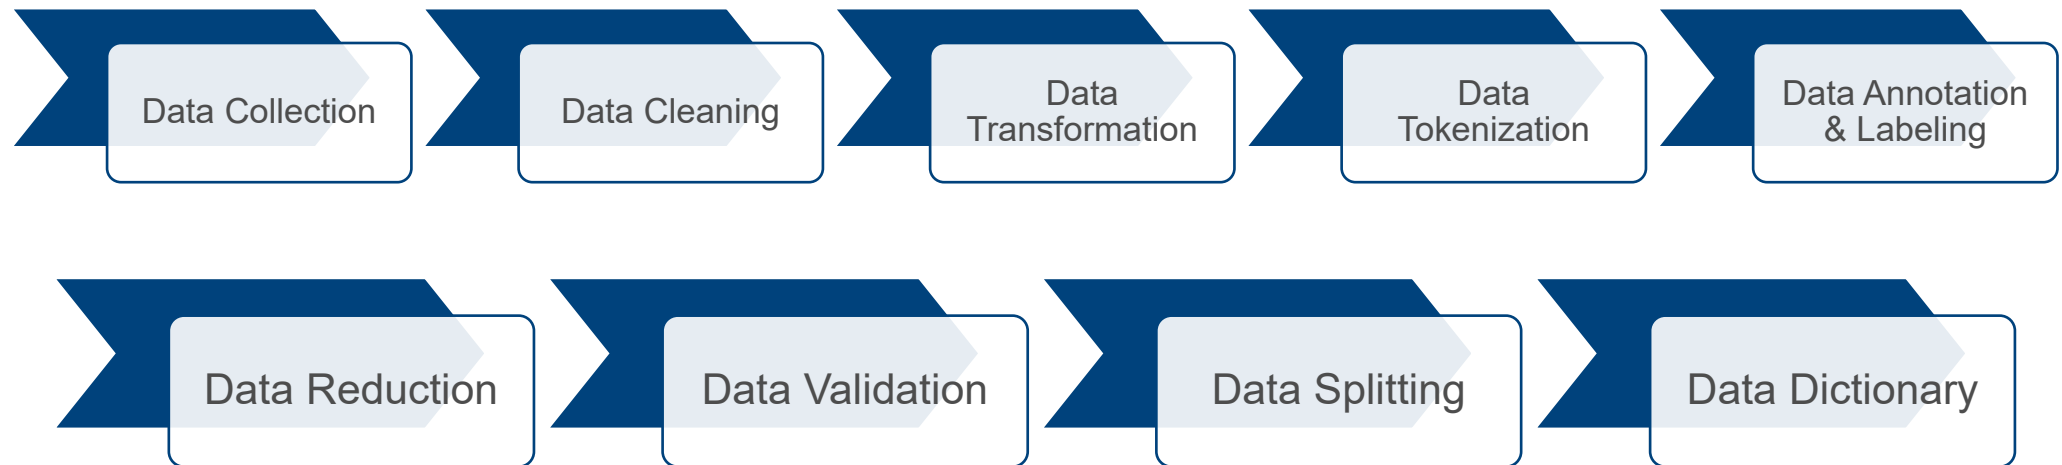 Data Collection
Data Cleaning
Data
Transformation
Data
Tokenization
Data Annotation
& Labeling
Data Reduction
Data Validation
Data Splitting
Data Dictionary